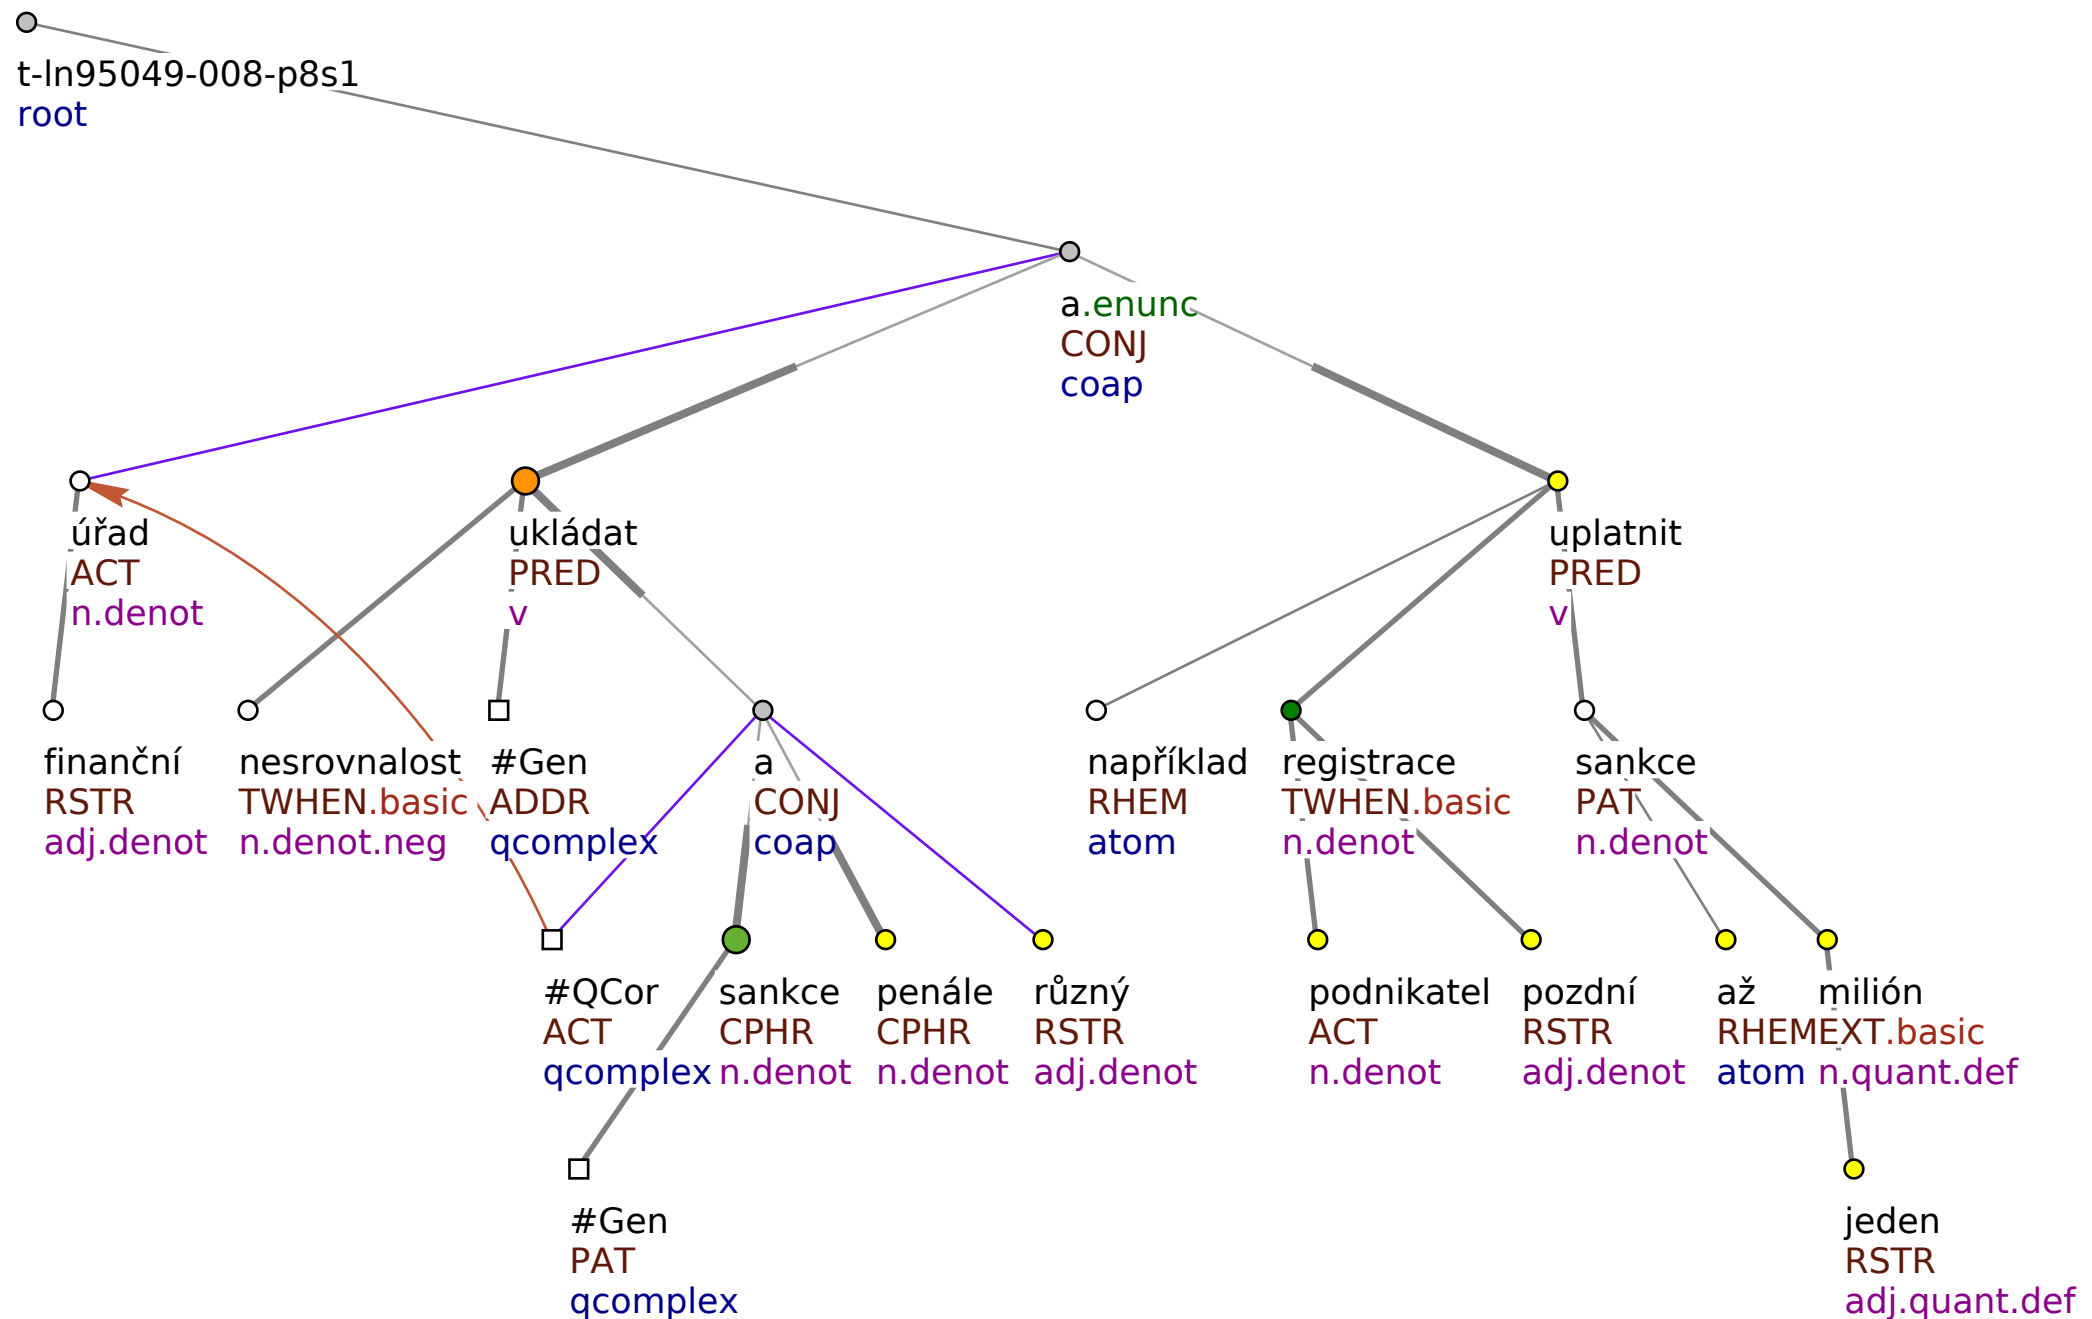 t-ln95049-008-p8s1
root
a.enunc
CONJ
coap
úřad
ACT
n.denot
ukládat
PRED
v
uplatnit
PRED
v
finanční
RSTR
adj.denot
nesrovnalost
TWHEN.basic
n.denot.neg
#Gen
ADDR
qcomplex
a
CONJ
coap
například
RHEM
atom
registrace
TWHEN.basic
n.denot
sankce
PAT
n.denot
#QCor
ACT
qcomplex
sankce
CPHR
n.denot
penále
CPHR
n.denot
různý
RSTR
adj.denot
podnikatel
ACT
n.denot
pozdní
RSTR
adj.denot
až
RHEM
atom
milión
EXT.basic
n.quant.def
#Gen
PAT
qcomplex
jeden
RSTR
adj.quant.def